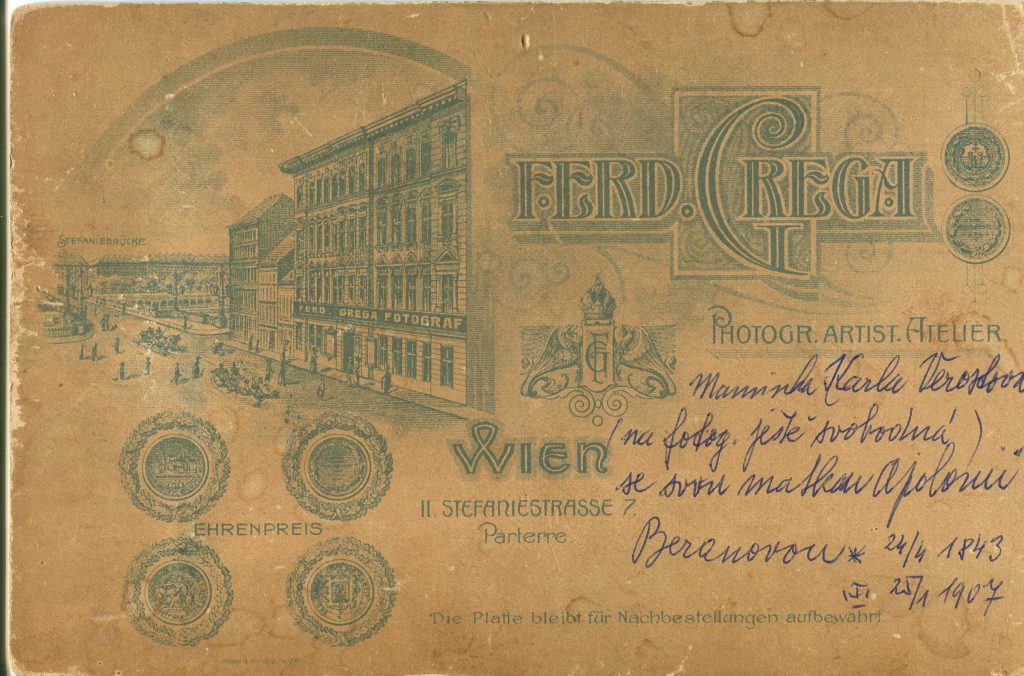 STEFANIEBRÜCKE
FERD GREGA FOTOGRAF
FERD. GREGA
PHOTOGR. ARTIST. ATELIER
WIEN
II. STEFANIESTRASSE 7.
Parterre.
EHRENPREIS
Maminka Karla
(na fotog. ještě svobodná)
se svou matkou Apolonií
Beranovou * 24/4 1843
25/1 1907
Die Platte bleibt für Nachbestellungen aufbewahrt.